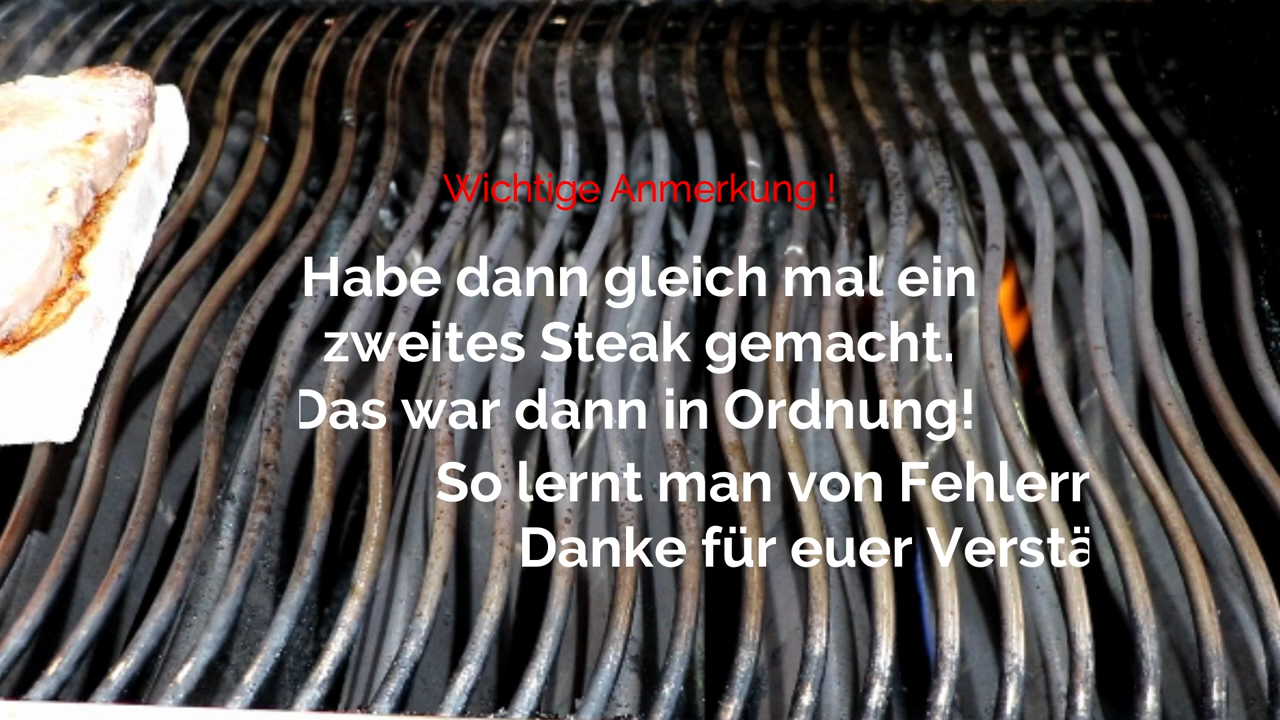 Wichtige Anmerkung !
Habe dann gleich mal ein
zweites Steak gemacht.
Das war dann in Ordnung!
So lernt man von Fehlern
Danke für euer Verstä